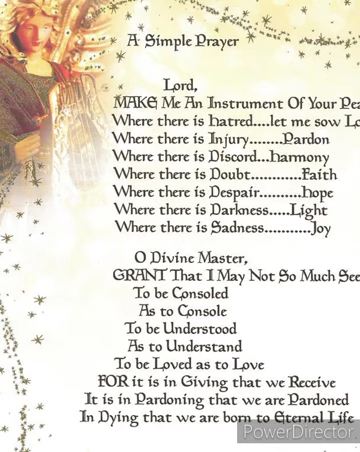 A Simple Prayer
Lord,
MAKE Me An Instrument Of Your
Where there is hatred....let me sow
Where there is Injury........Pardon
Where there is Discord...harmony
Where there is Doubt............Faith
Where there is Despair..........hope
Where there is Darkness.....Light
Where there is Sadness...........Joy
O Divine Master,
GRANT That I May Not So Much See
To be Consoled
As to Console
To be Understood
As to Understand
To be Loved as to Love
FOR it is in Giving that we Receive
It is in Pardoning that we are Pardoned
In Dying that we are born to Eternal Life
PowerDirector